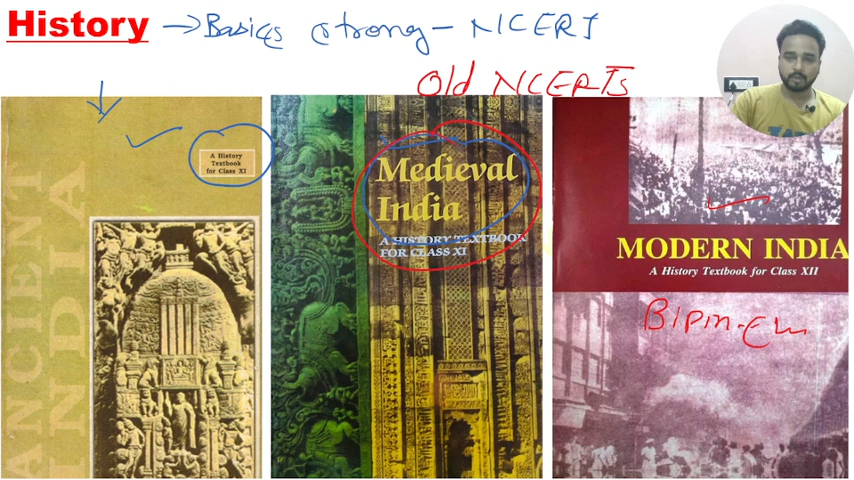 History → Basics strong - NCERT
Old NCERTs
ANCIENT
INDIA
A History
Textbook
for Class XI
Medieval
India
A HISTORY TEXTBOOK
FOR CLASS XI
MODERN INDIA
A History Textbook for Class XII
Bipin